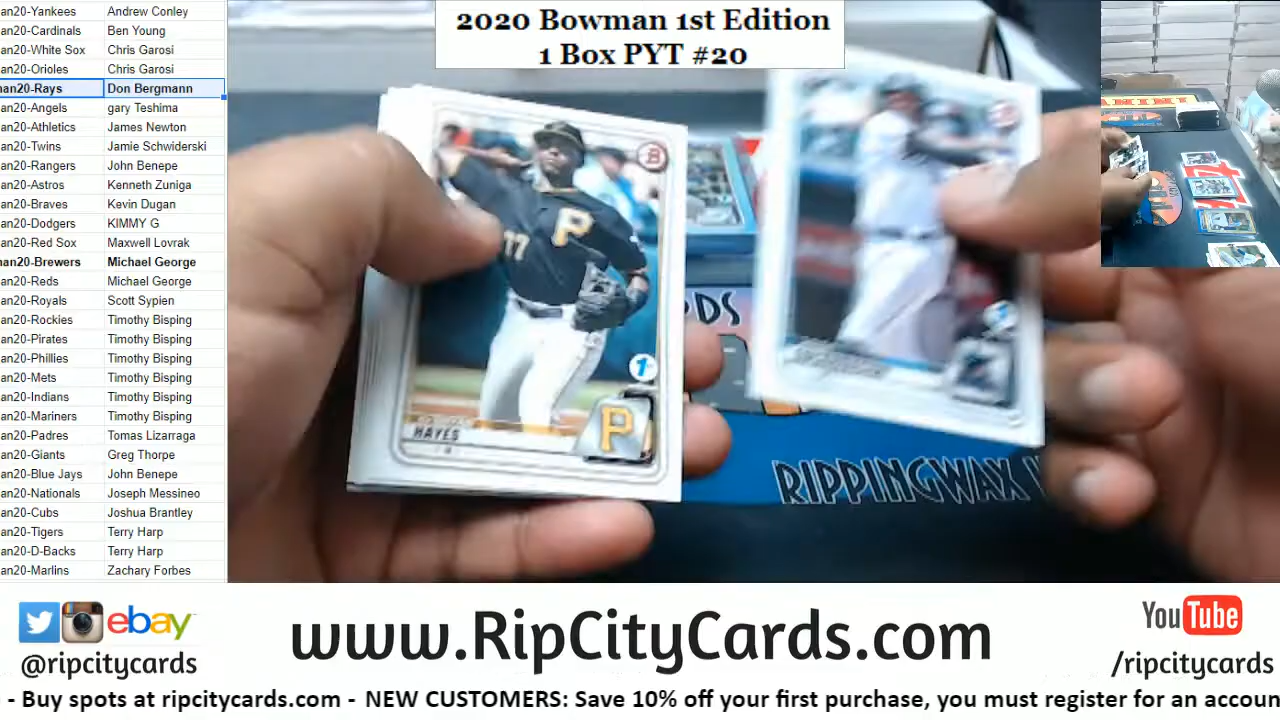 an20-Yankees Andrew Conley
an20-Cardinals Ben Young
an20-White Sox Chris Garosi
an20-Orioles Chris Garosi
nan20-Rays Don Bergmann
an20-Angels gary Teshima
an20-Athletics James Newton
an20-Twins Jamie Schwiderski
an20-Rangers John Benepe
an20-Astros Kenneth Zuniga
an20-Braves Kevin Dugan
an20-Dodgers KIMMY G
an20-Red Sox Maxwell Lovrak
nan20-Brewers Michael George
an20-Reds Michael George
an20-Royals Scott Sypien
an20-Rockies Timothy Bisping
an20-Pirates Timothy Bisping
an20-Phillies Timothy Bisping
an20-Mets Timothy Bisping
an20-Indians Timothy Bisping
an20-Mariners Timothy Bisping
an20-Padres Tomas Lizarraga
an20-Giants Greg Thorpe
an20-Blue Jays John Benepe
an20-Nationals Joseph Messineo
an20-Cubs Joshua Brantley
an20-Tigers Terry Harp
an20-D-Backs Terry Harp
an20-Marlins Zachary Forbes
2020 Bowman 1st Edition
1 Box PYT #20
B
P
17
1st
HAYES
P
RDS
RIPPINGWAX
PANINI
ebay
@ripcitycards
www.RipCityCards.com
YouTube
/ripcitycards
- Buy spots at ripcitycards.com - NEW CUSTOMERS: Save 10% off your first purchase, you must register for an accoun